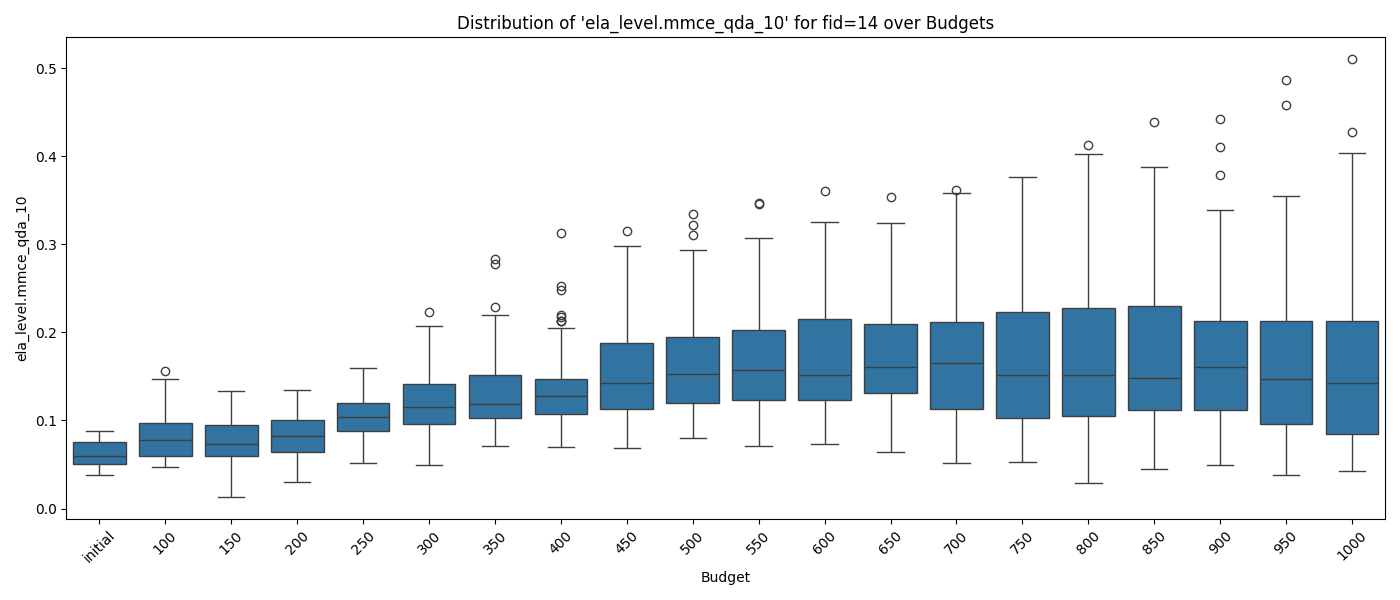 Distribution of 'ela_level.mmce_qda_10' for fid=14 over Budgets
ela_level.mmce_qda_10
0.5
0.4
0.3
0.2
0.1
0.0
initial 100 150 200 250 300 350 400 450 500 550 600 650 700 750 800 850 900 950 1000
Budget